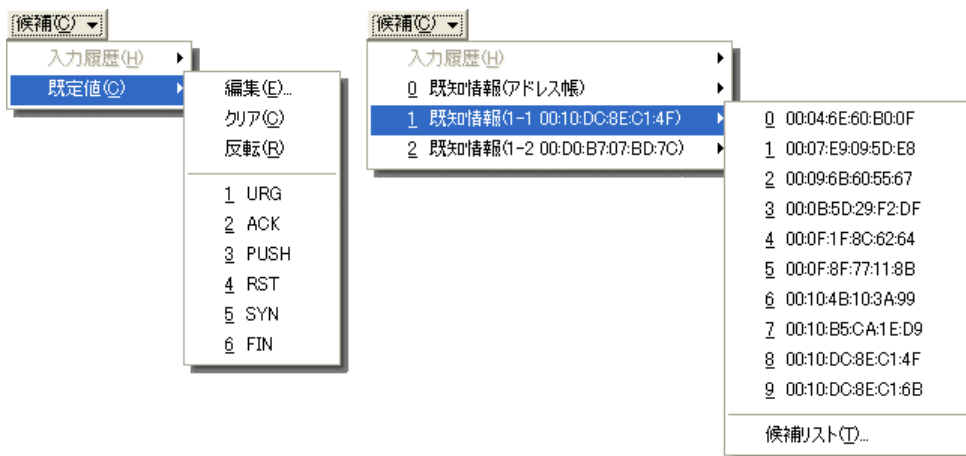 候補(C)
入力履歴(H)
既定値(C)
編集(E)...
クリア(C)
反転(R)
1 URG
2 ACK
3 PUSH
4 RST
5 SYN
6 FIN
候補(C)
入力履歴(H)
0 既知情報(アドレス帳)
1 既知情報(1-1 00:10:DC:8E:C1:4F)
2 既知情報(1-2 00:D0:B7:07:BD:7C)
0 00:04:6E:60:B0:0F
1 00:07:E9:09:5D:E8
2 00:09:6B:60:55:67
3 00:0B:5D:29:F2:DF
4 00:0F:1F:8C:62:64
5 00:0F:8F:77:11:8B
6 00:10:4B:10:3A:99
7 00:10:B5:CA:1E:D9
8 00:10:DC:8E:C1:4F
9 00:10:DC:8E:C1:6B
候補リスト(T)...